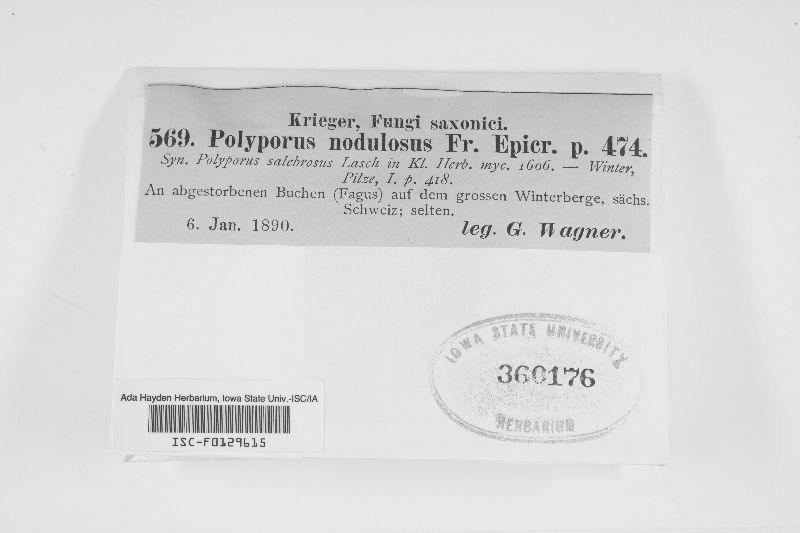 Krieger, Fungi saxonici.
569. Polyporus nodulosus Fr. Epicr. p. 474.
Syn. Polyporus salebrosus Lasch in Kl. Herb. myc. 1606. — Winter,
Pilze, I. p. 418.
An abgestorbenen Buchen (Fagus) auf dem grossen Winterberge, sächs.
Schweiz; selten.
6. Jan. 1890. leg. G. Wagner.
IOWA STATE UNIVERSITY
360176
HERBARIUM
Ada Hayden Herbarium, Iowa State Univ.-ISC/IA
ISC-F0129615